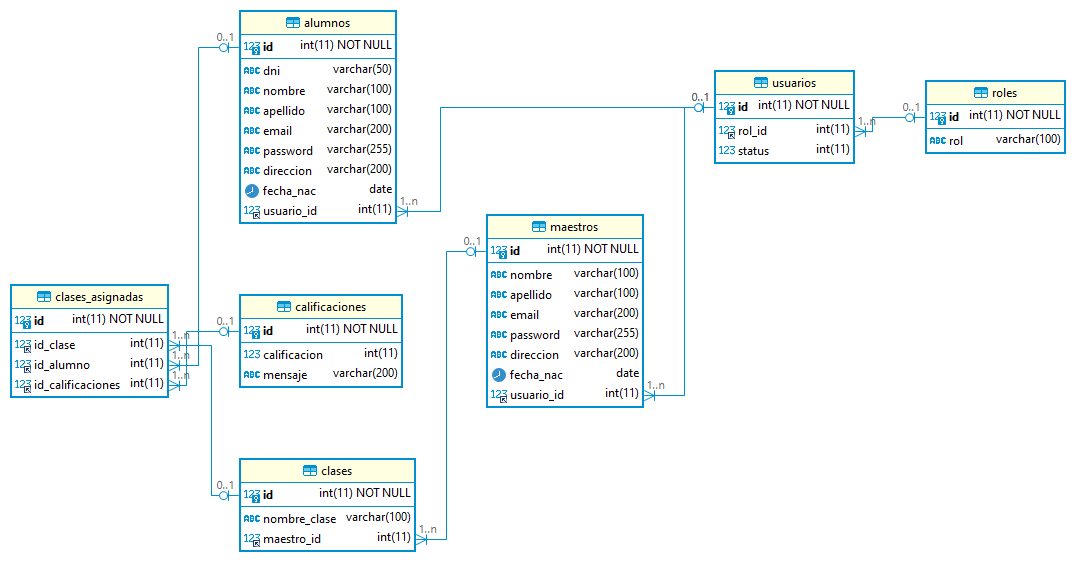 alumnos
0..1
123 id int(11) NOT NULL
ABC dni varchar(50)
ABC nombre varchar(100)
ABC apellido varchar(100)
ABC email varchar(200)
ABC password varchar(255)
ABC direccion varchar(200)
fecha_nac date
123 usuario_id int(11)
1..n
usuarios
0..1
123 id int(11) NOT NULL
123 rol_id int(11)
123 status int(11)
1..n
roles
0..1
123 id int(11) NOT NULL
ABC rol varchar(100)
maestros
0..1
123 id int(11) NOT NULL
ABC nombre varchar(100)
ABC apellido varchar(100)
ABC email varchar(200)
ABC password varchar(255)
ABC direccion varchar(200)
fecha_nac date
123 usuario_id int(11)
1..n
clases_asignadas
123 id int(11) NOT NULL
123 id_clase int(11)
1..n
123 id_alumno int(11)
1..n
123 id_calificaciones int(11)
1..n
calificaciones
0..1
123 id int(11) NOT NULL
123 calificacion int(11)
ABC mensaje varchar(200)
clases
0..1
123 id int(11) NOT NULL
ABC nombre_clase varchar(100)
123 maestro_id int(11)
1..n